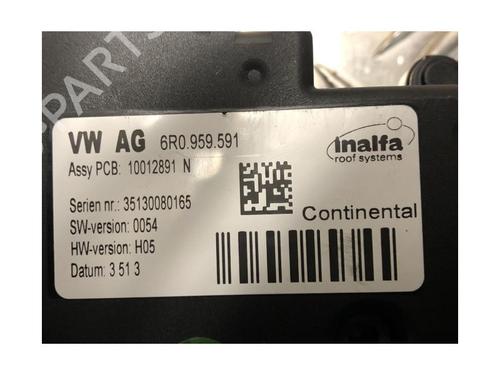 VW AG 6R0.959.591
Assy PCB: 10012891 N
Serien nr.: 35130080165
SW-version: 0054
HW-version: H05
Datum: 3 51 3
inalfa
roof systems
Continental